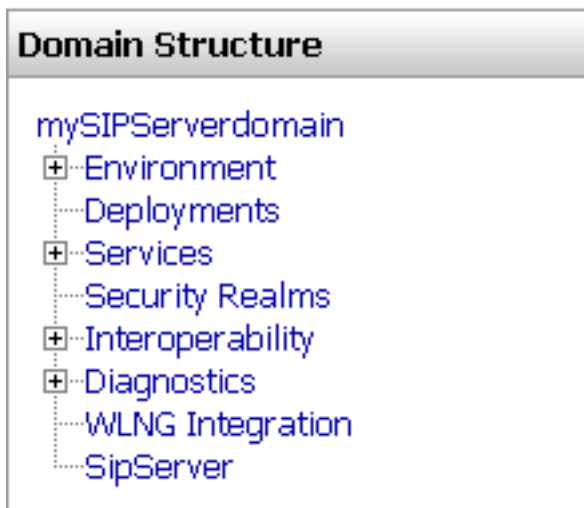 Domain Structure
mySIPServerdomain
Environment
Deployments
Services
Security Realms
Interoperability
Diagnostics
WLNG Integration
SipServer